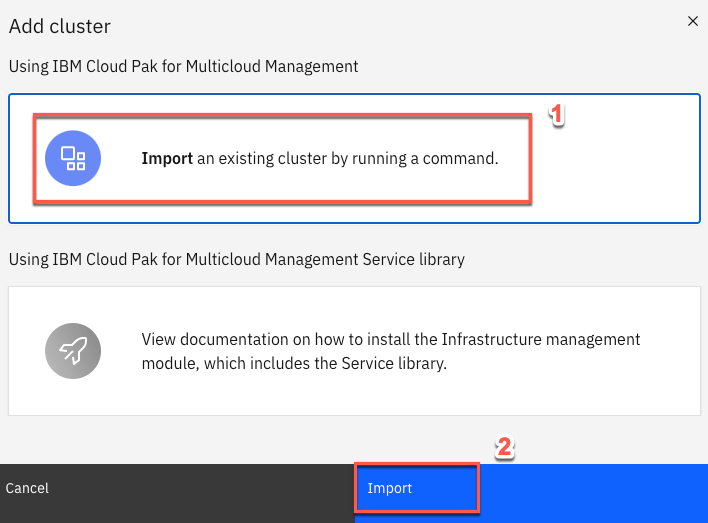 Add cluster
Using IBM Cloud Pak for Multicloud Management
1
Import an existing cluster by running a command.
Using IBM Cloud Pak for Multicloud Management Service library
View documentation on how to install the Infrastructure management
module, which includes the Service library.
2
Cancel
Import